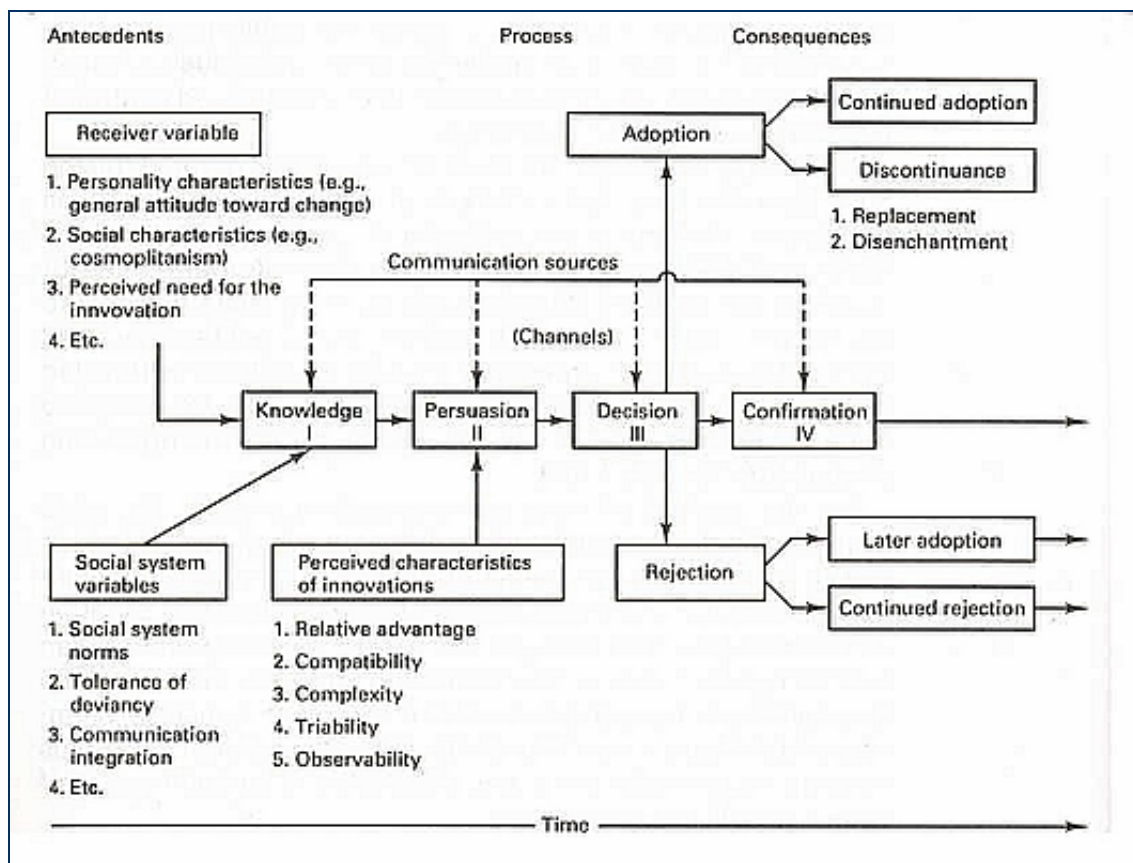 Antecedents
Process
Consequences
Receiver variable
1. Personality characteristics (e.g.,
general attitude toward change)
2. Social characteristics (e.g.,
cosmoplitanism)
3. Perceived need for the
innvovation
4. Etc.
Adoption
Continued adoption
Discontinuance
1. Replacement
2. Disenchantment
Communication sources
(Channels)
Knowledge
I
Persuasion
II
Decision
III
Confirmation
IV
Social system
variables
1. Social system
norms
2. Tolerance of
deviancy
3. Communication
integration
4. Etc.
Perceived characteristics
of innovations
1. Relative advantage
2. Compatibility
3. Complexity
4. Triability
5. Observability
Rejection
Later adoption
Continued rejection
Time